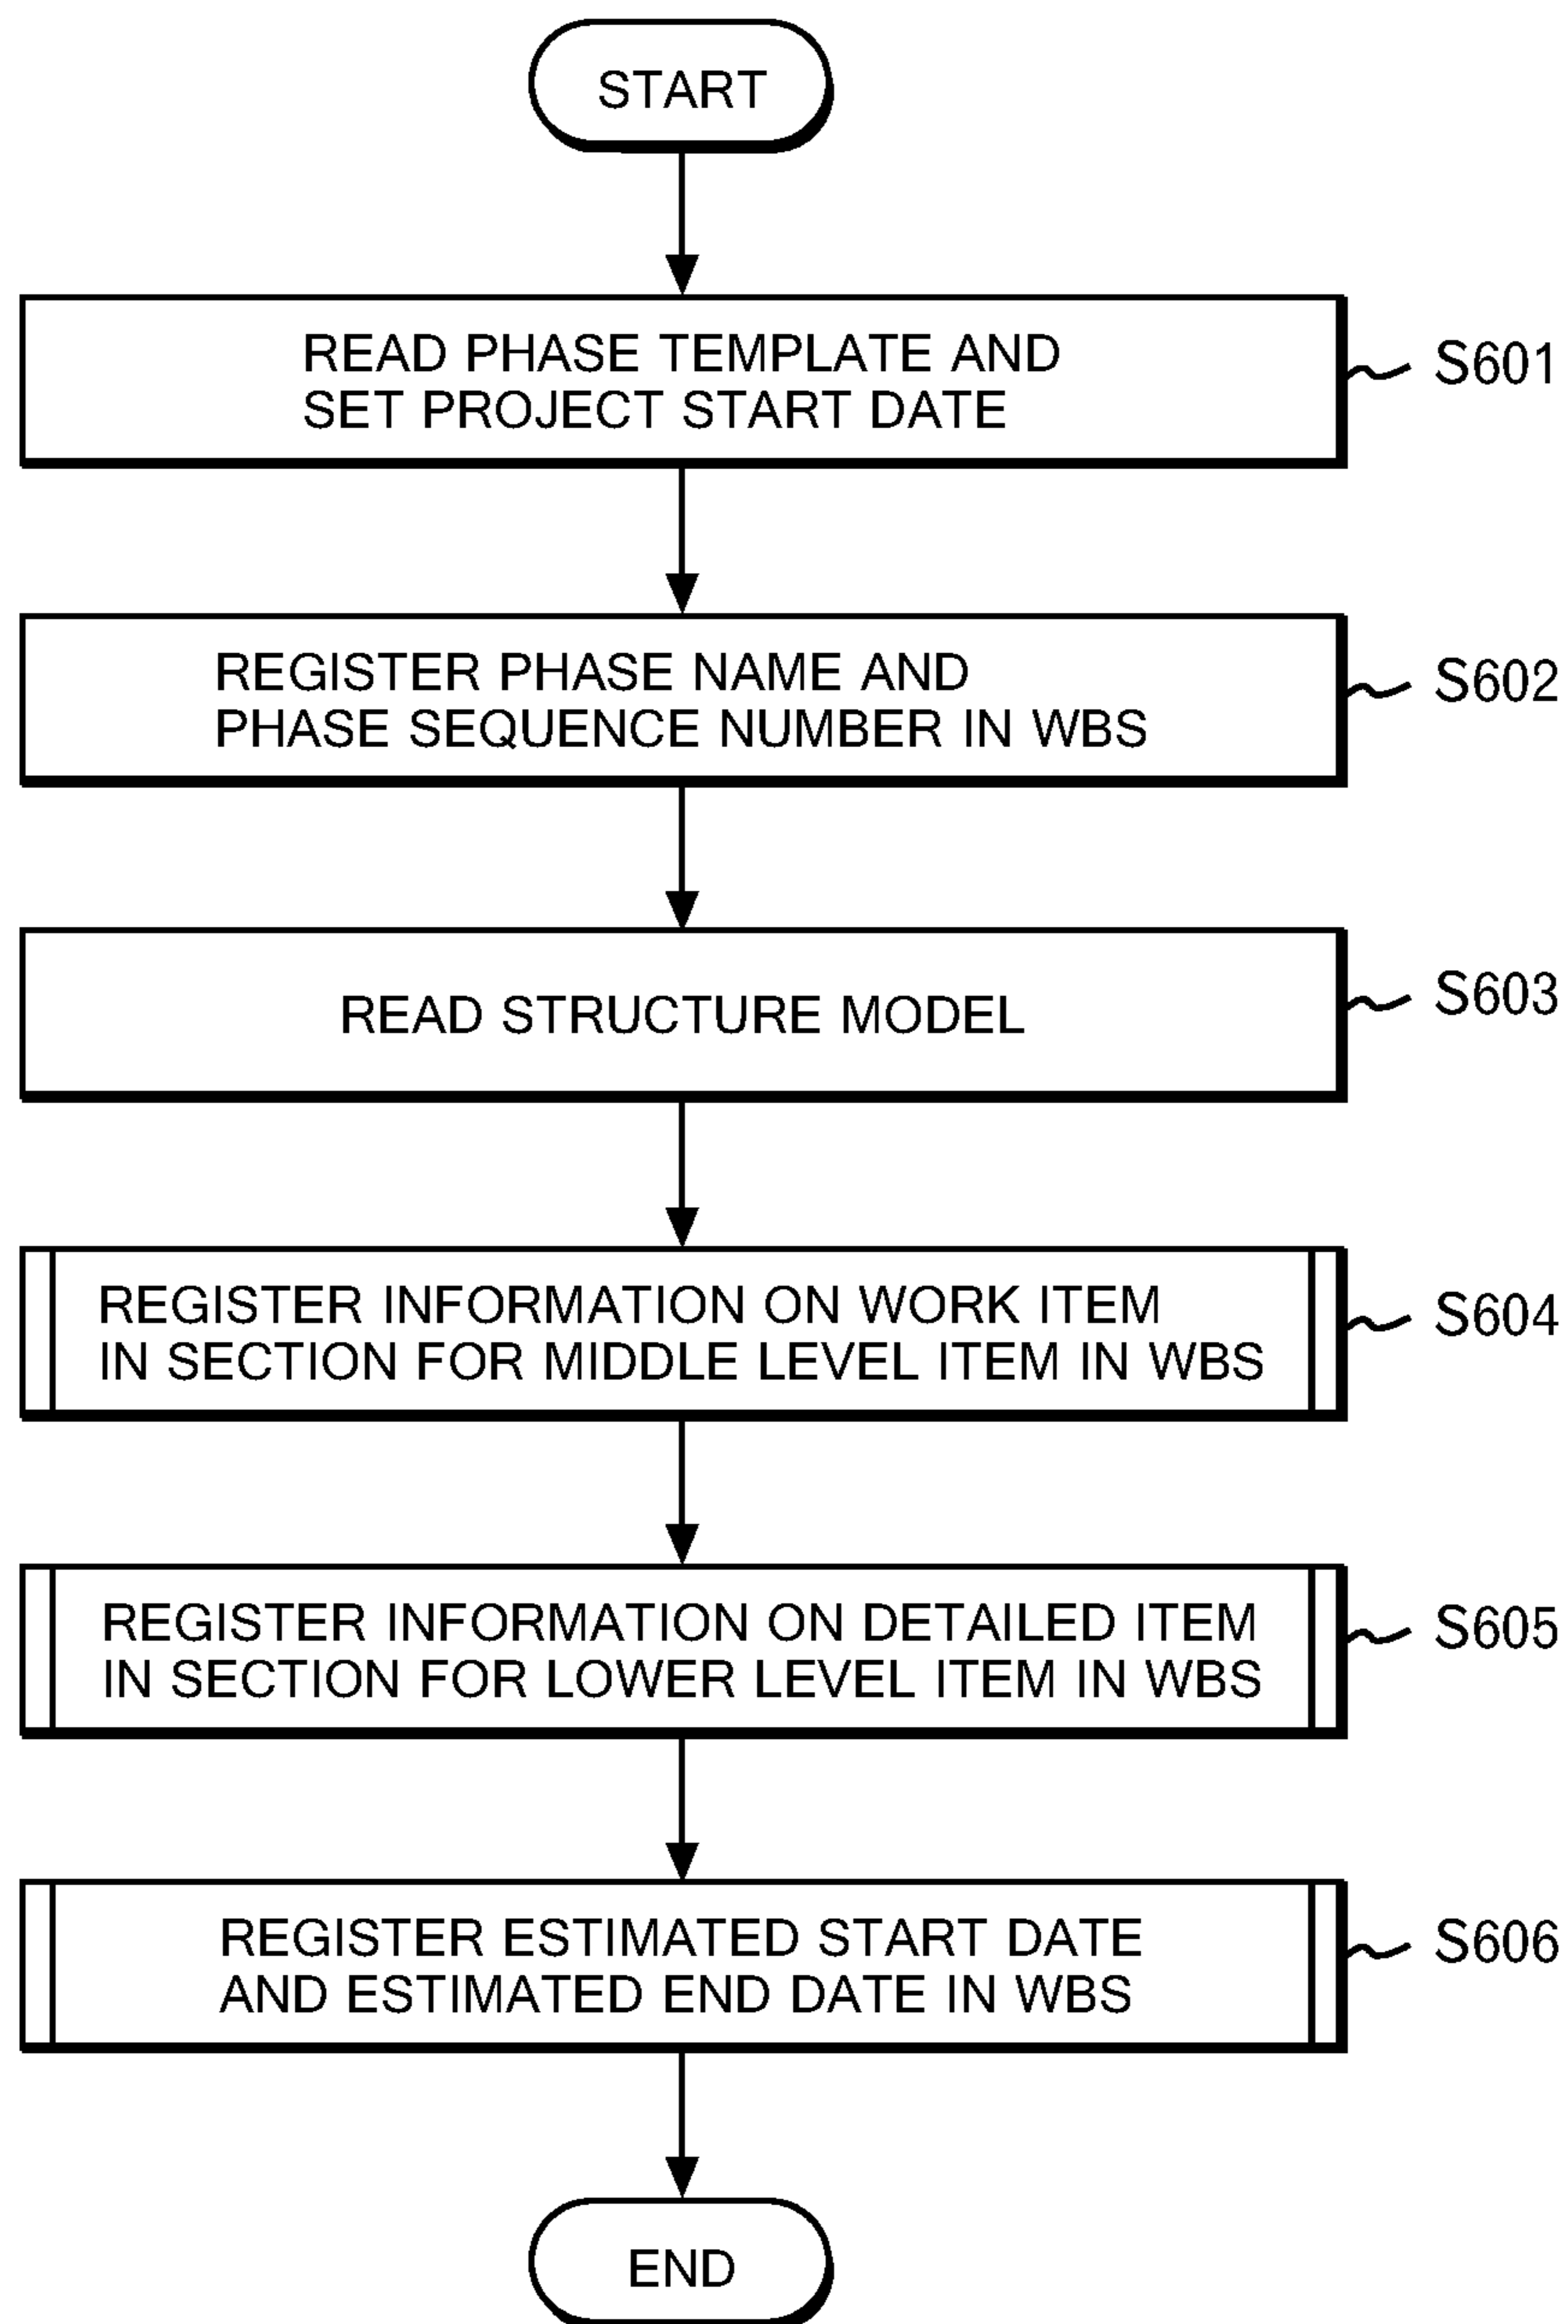 START
READ PHASE TEMPLATE AND
SET PROJECT START DATE
S601
REGISTER PHASE NAME AND
PHASE SEQUENCE NUMBER IN WBS
S602
READ STRUCTURE MODEL
S603
REGISTER INFORMATION ON WORK ITEM
IN SECTION FOR MIDDLE LEVEL ITEM IN WBS
S604
REGISTER INFORMATION ON DETAILED ITEM
IN SECTION FOR LOWER LEVEL ITEM IN WBS
S605
REGISTER ESTIMATED START DATE
AND ESTIMATED END DATE IN WBS
S606
END